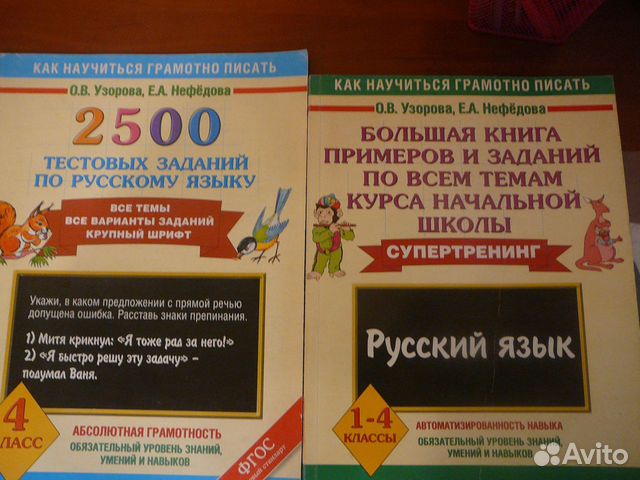 КАК НАУЧИТЬСЯ ГРАМОТНО ПИСАТЬ
О.В. Узорова, Е.А. Нефёдова
2500
ТЕСТОВЫХ ЗАДАНИЙ
ПО РУССКОМУ ЯЗЫКУ
ВСЕ ТЕМЫ
ВСЕ ВАРИАНТЫ ЗАДАНИЙ
КРУПНЫЙ ШРИФТ
Укажи, в каком предложении с прямой речью
допущена ошибка. Расставь знаки препинания.
1) Митя крикнул: «Я тоже рад за него!»
2) «Я быстро решу эту задачу» –
подумал Ваня.
4
ЛАСС
АБСОЛЮТНАЯ ГРАМОТНОСТЬ
ОБЯЗАТЕЛЬНЫЙ УРОВЕНЬ ЗНАНИЙ,
УМЕНИЙ И НАВЫКОВ
ФГОС
стандарт
КАК НАУЧИТЬСЯ ГРАМОТНО ПИСАТЬ
О.В. Узорова, Е.А. Нефёдова
БОЛЬШАЯ КНИГА
ПРИМЕРОВ И ЗАДАНИЙ
ПО ВСЕМ ТЕМАМ
КУРСА НАЧАЛЬНОЙ
ШКОЛЫ
СУПЕРТРЕНИНГ
Русский язык
1-4
КЛАССЫ
АВТОМАТИЗИРОВАННОСТЬ НАВЫКА
ОБЯЗАТЕЛЬНЫЙ УРОВЕНЬ ЗНАНИЙ,
УМЕНИЙ И НАВЫКОВ
Avito